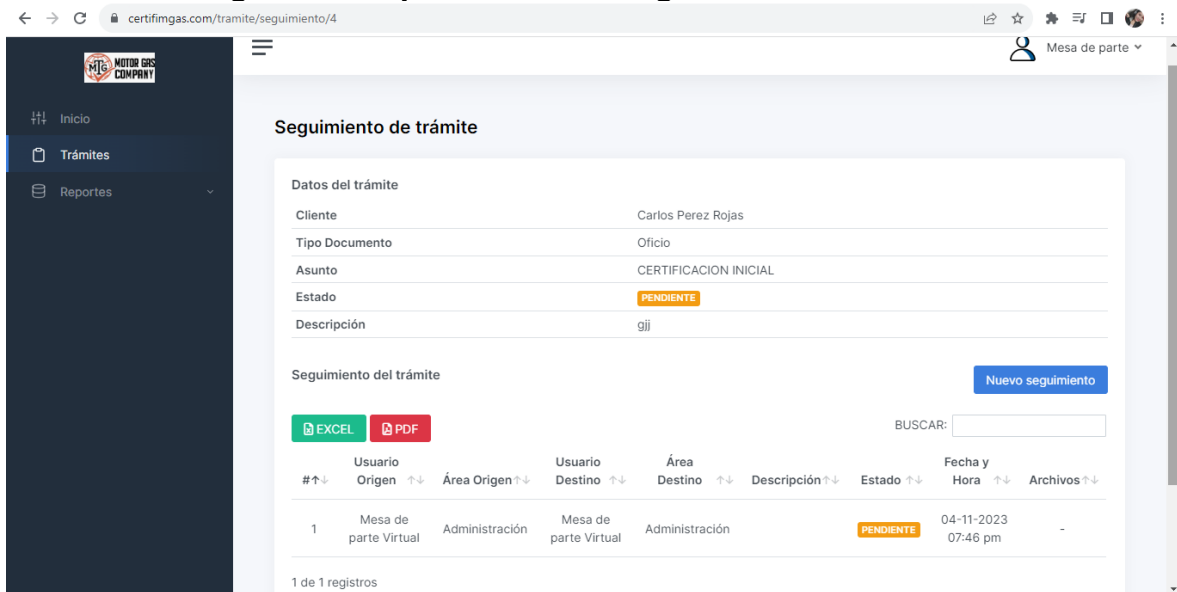 certifimgas.com/tramite/seguimiento/4
MTG MOTOR GAS
COMPANY
Mesa de parte
Inicio
Trámites
Reportes
Seguimiento de trámite
Datos del trámite
Cliente Carlos Perez Rojas
Tipo Documento Oficio
Asunto CERTIFICACION INICIAL
Estado PENDIENTE
Descripción gjj
Seguimiento del trámite Nuevo seguimiento
EXCEL PDF BUSCAR:
# Usuario Origen Área Origen Usuario Destino Área Destino Descripción Estado Fecha y Hora Archivos
1 Mesa de parte Virtual Administración Mesa de parte Virtual Administración PENDIENTE 04-11-2023 07:46 pm -
1 de 1 registros